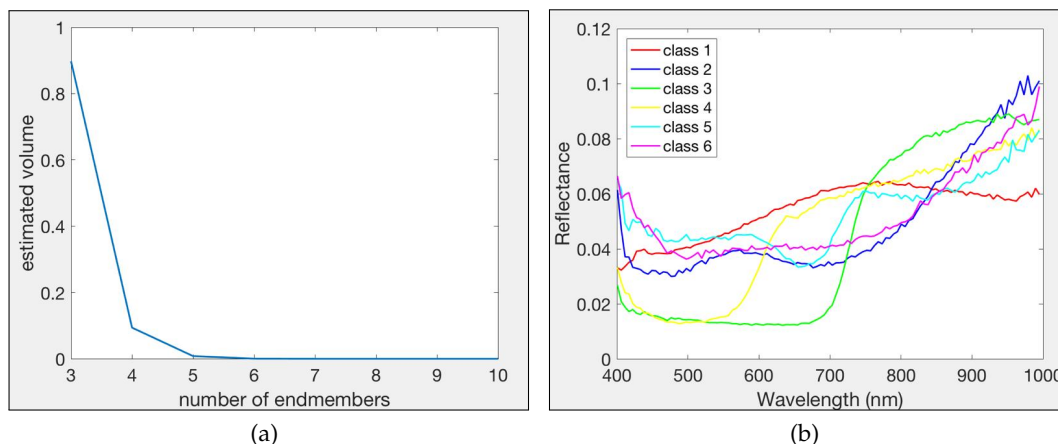 1
0.8
0.6
0.4
0.2
0
3 4 5 6 7 8 9 10
estimated volume
number of endmembers
(a)
0.12
0.1
0.08
0.06
0.04
0.02
0
400 500 600 700 800 900 1000
Reflectance
Wavelength (nm)
class 1
class 2
class 3
class 4
class 5
class 6
(b)